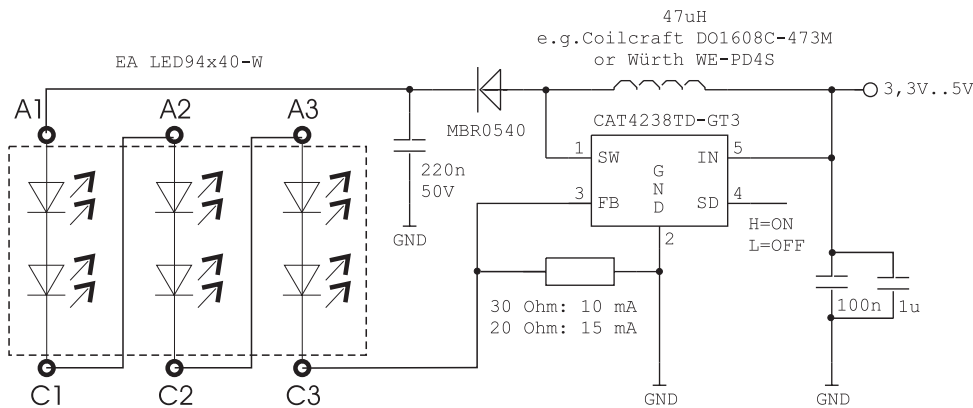 47uH
e.g.Coilcraft DO1608C-473M
or Würth WE-PD4S
EA LED94x40-W
3,3V..5V
A1
A2
A3
MBR0540
CAT4238TD-GT3
1
SW
IN
5
GND
220n
50V
3
FB
SD
4
GND
2
H=ON
L=OFF
30 Ohm: 10 mA
20 Ohm: 15 mA
100n
1u
C1
C2
C3
GND
GND